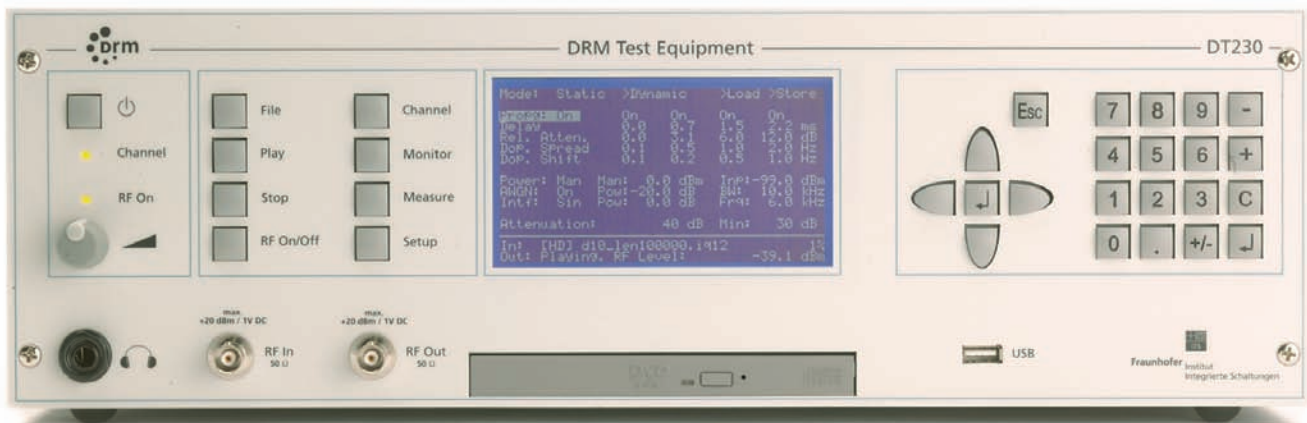 Drm
DRM Test Equipment
DT230
Channel
RF On
File
Play
Stop
RF On/Off
Channel
Monitor
Measure
Setup
Mode: Static >Dynamic >Load >Store
Propg: On On On On On
Delay 0.0 0.7 1.5 2.2 ms
Rel. Atten. 0.0 3.1 6.0 12.0 dB
Dop. Spread 0.1 0.5 1.0 2.0 Hz
Dop. Shift 0.1 0.2 0.5 1.0 Hz
Power: Man Man: 0.0 dBm Inp:-99.0 dBm
AWGN: On Pow:-20.0 dB BW: 10.0 kHz
Intf: Sin Pow: 0.0 dB Frq: 6.0 kHz
Attenuation: 40 dB Min: 30 dB
In: [HD] d10_len100000.iq12 1%
Out: Playing. RF Level: -39.1 dBm
Esc
7 8 9 -
4 5 6 +
1 2 3 C
0 . +/-
max.
+20 dBm / 1V DC
RF In
50 Ω
max.
+20 dBm / 1V DC
RF Out
50 Ω
USB
Fraunhofer Institut
Integrierte Schaltungen